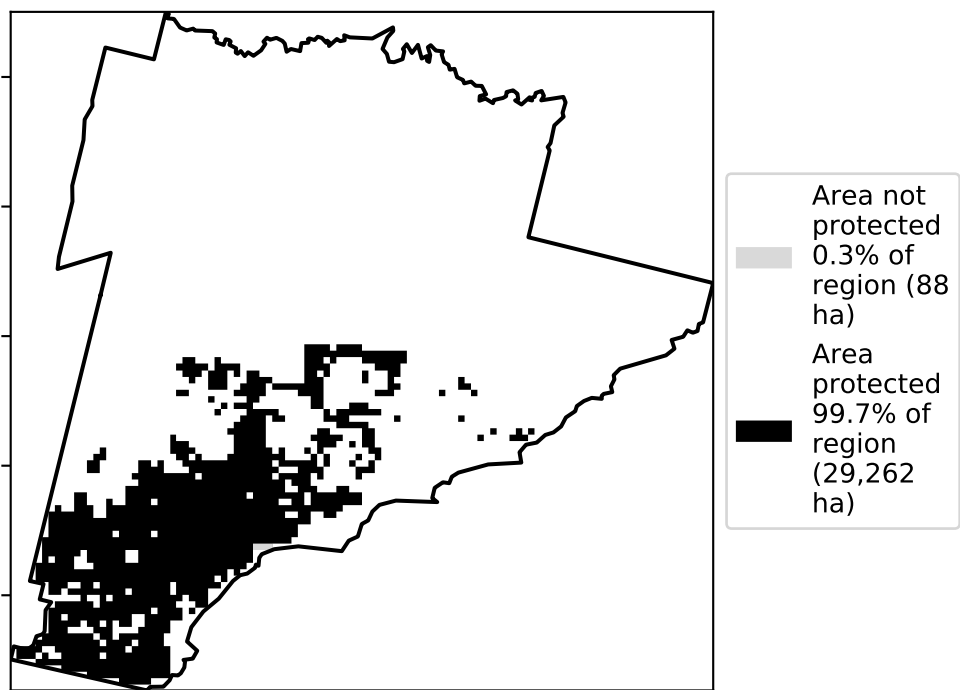 Area not
protected
0.3% of
region (88
ha)
Area
protected
99.7% of
region
(29,262
ha)